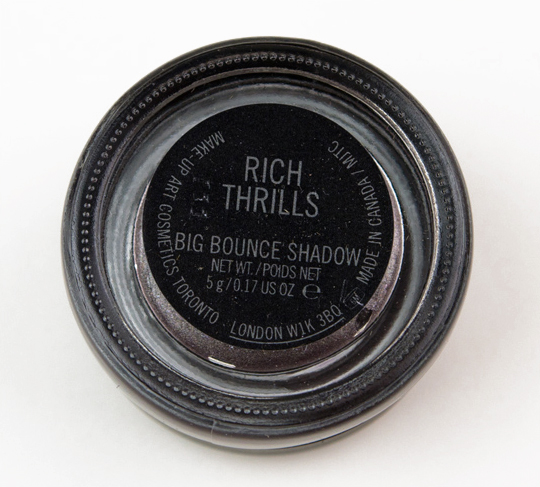 RICH
THRILLS
BIG BOUNCE SHADOW
NET WT./POIDS NET
5 g/0.17 US OZ ℮
MAKE-UP ART COSMETICS TORONTO · LONDON W1K 3BQ
MADE IN CANADA / MJTC